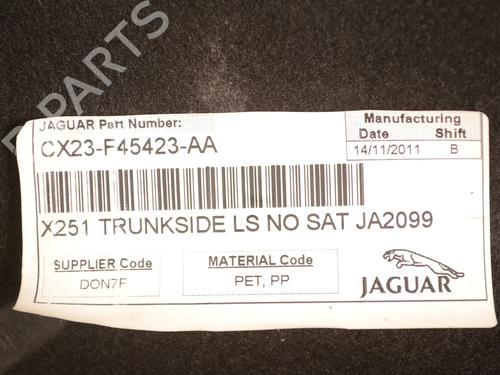 B-PARTS
JAGUAR Part Number:
CX23-F45423-AA
Manufacturing
Date Shift
14/11/2011 B
X251 TRUNKSIDE LS NO SAT JA2099
SUPPLIER Code
DON7F
MATERIAL Code
PET, PP
JAGUAR